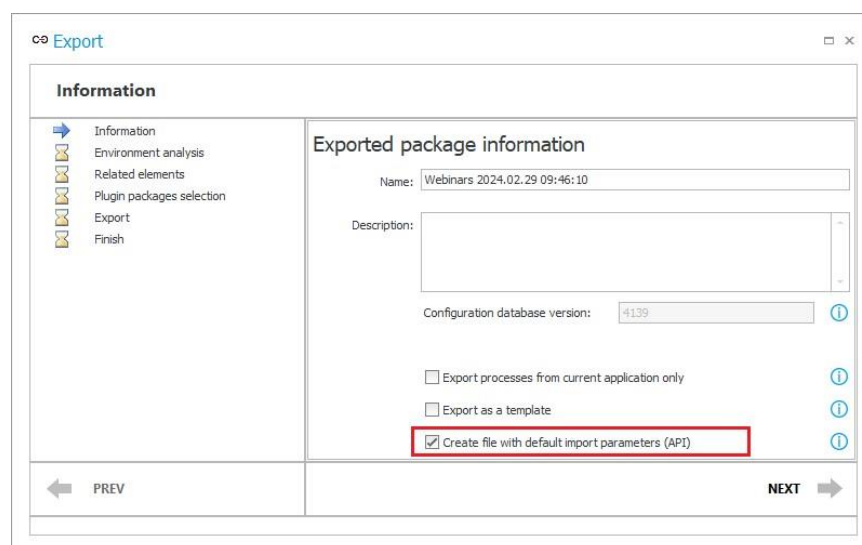 Export
Information
Information
Environment analysis
Related elements
Plugin packages selection
Export
Finish
Exported package information
Name: Webinars 2024.02.29 09:46:10
Description:
Configuration database version: 4139
Export processes from current application only
Export as a template
Create file with default import parameters (API)
PREV
NEXT